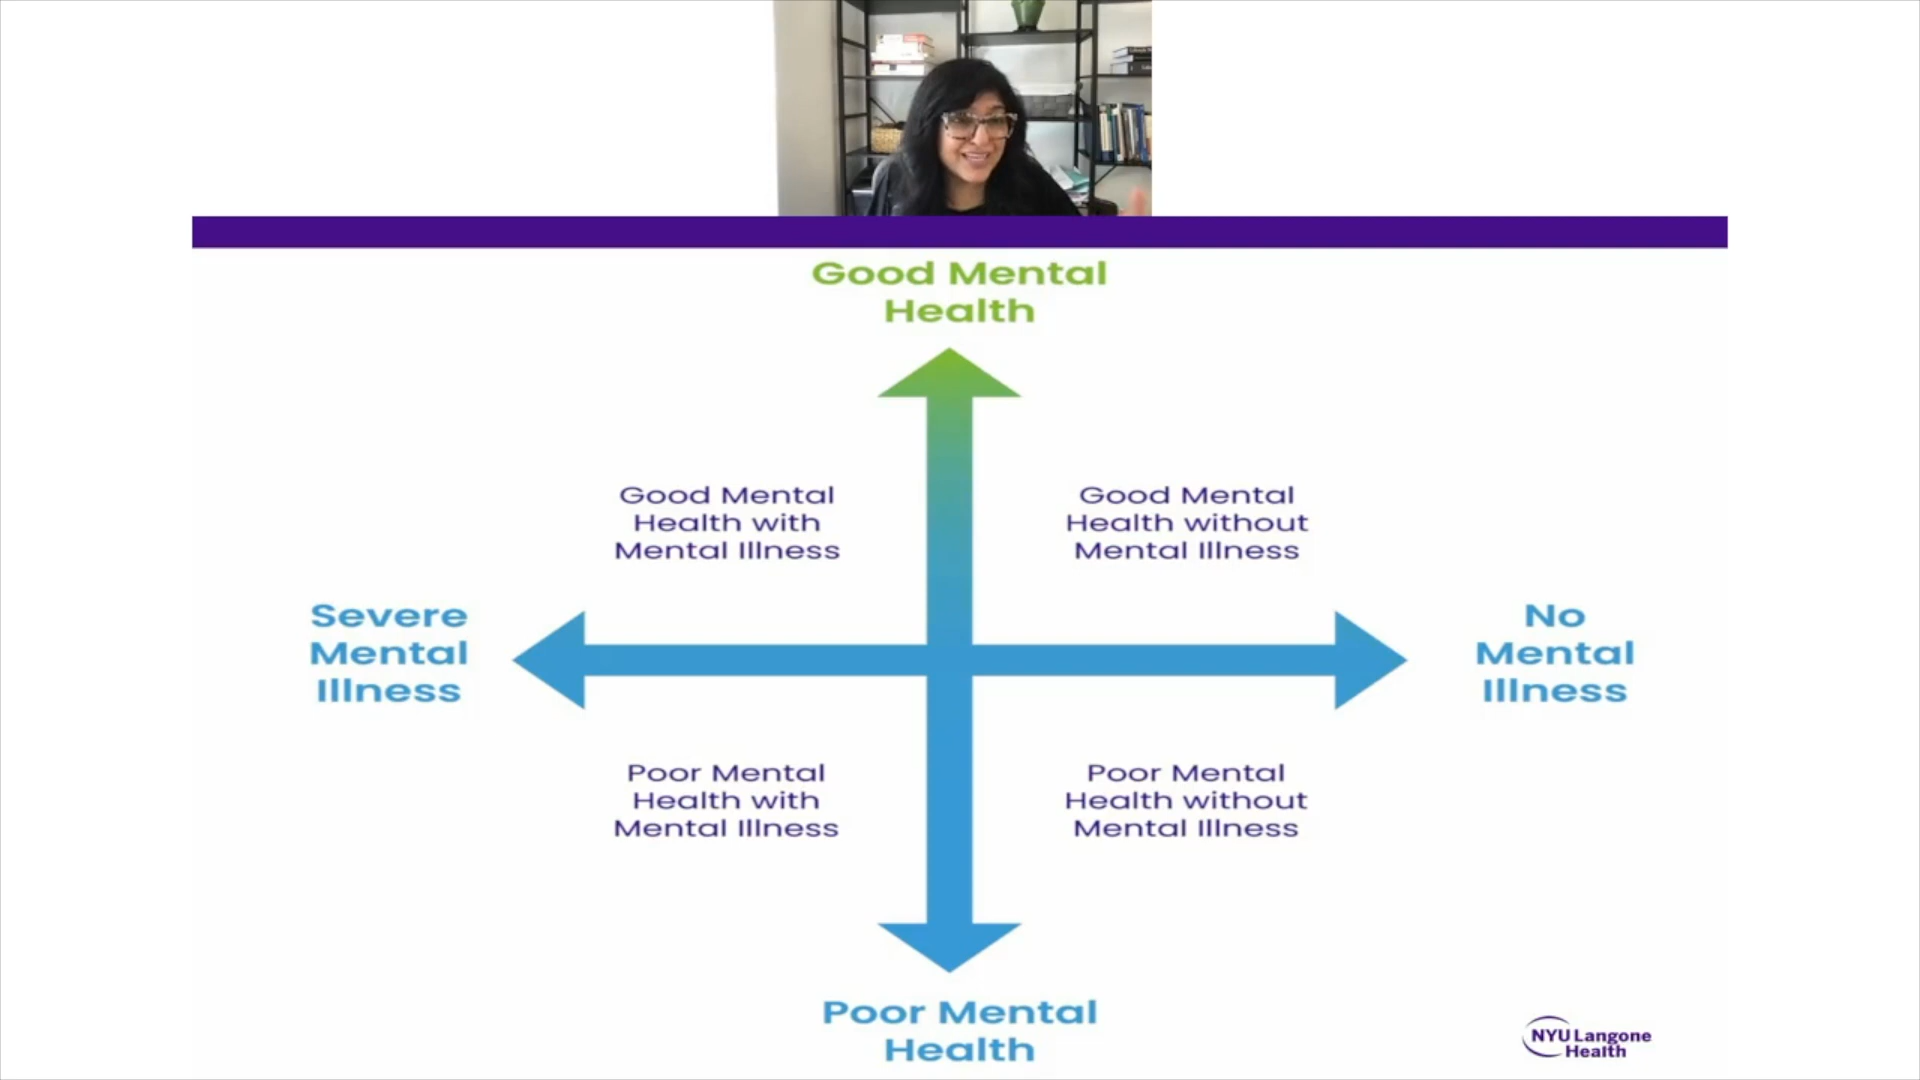 Good Mental
Health
Good Mental
Health with
Mental Illness
Good Mental
Health without
Mental Illness
Severe
Mental
Illness
No
Mental
Illness
Poor Mental
Health with
Mental Illness
Poor Mental
Health without
Mental Illness
Poor Mental
Health
NYU Langone
Health